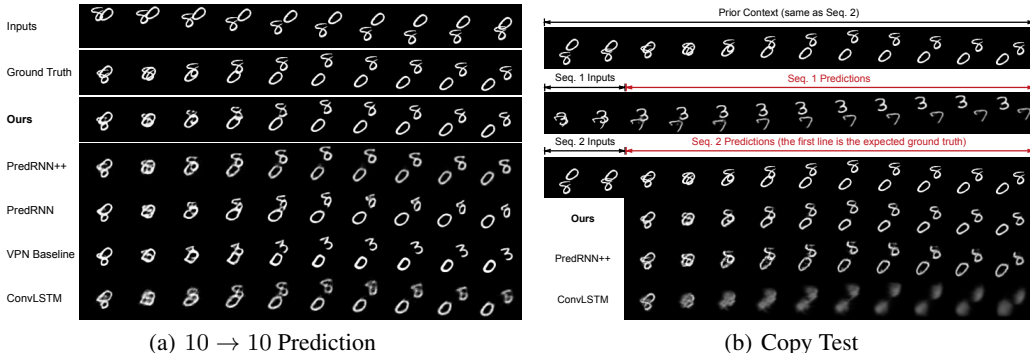 Inputs
Ground Truth
Ours
PredRNN++
PredRNN
VPN Baseline
ConvLSTM
(a) 10 → 10 Prediction
Prior Context (same as Seq. 2)
Seq. 1 Inputs
Seq. 1 Predictions
Seq. 2 Inputs
Seq. 2 Predictions (the first line is the expected ground truth)
Ours
PredRNN++
ConvLSTM
(b) Copy Test